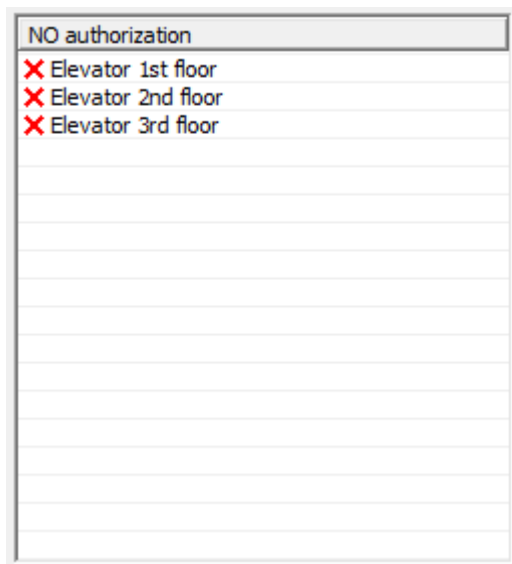 NO authorization
Elevator 1st floor
Elevator 2nd floor
Elevator 3rd floor